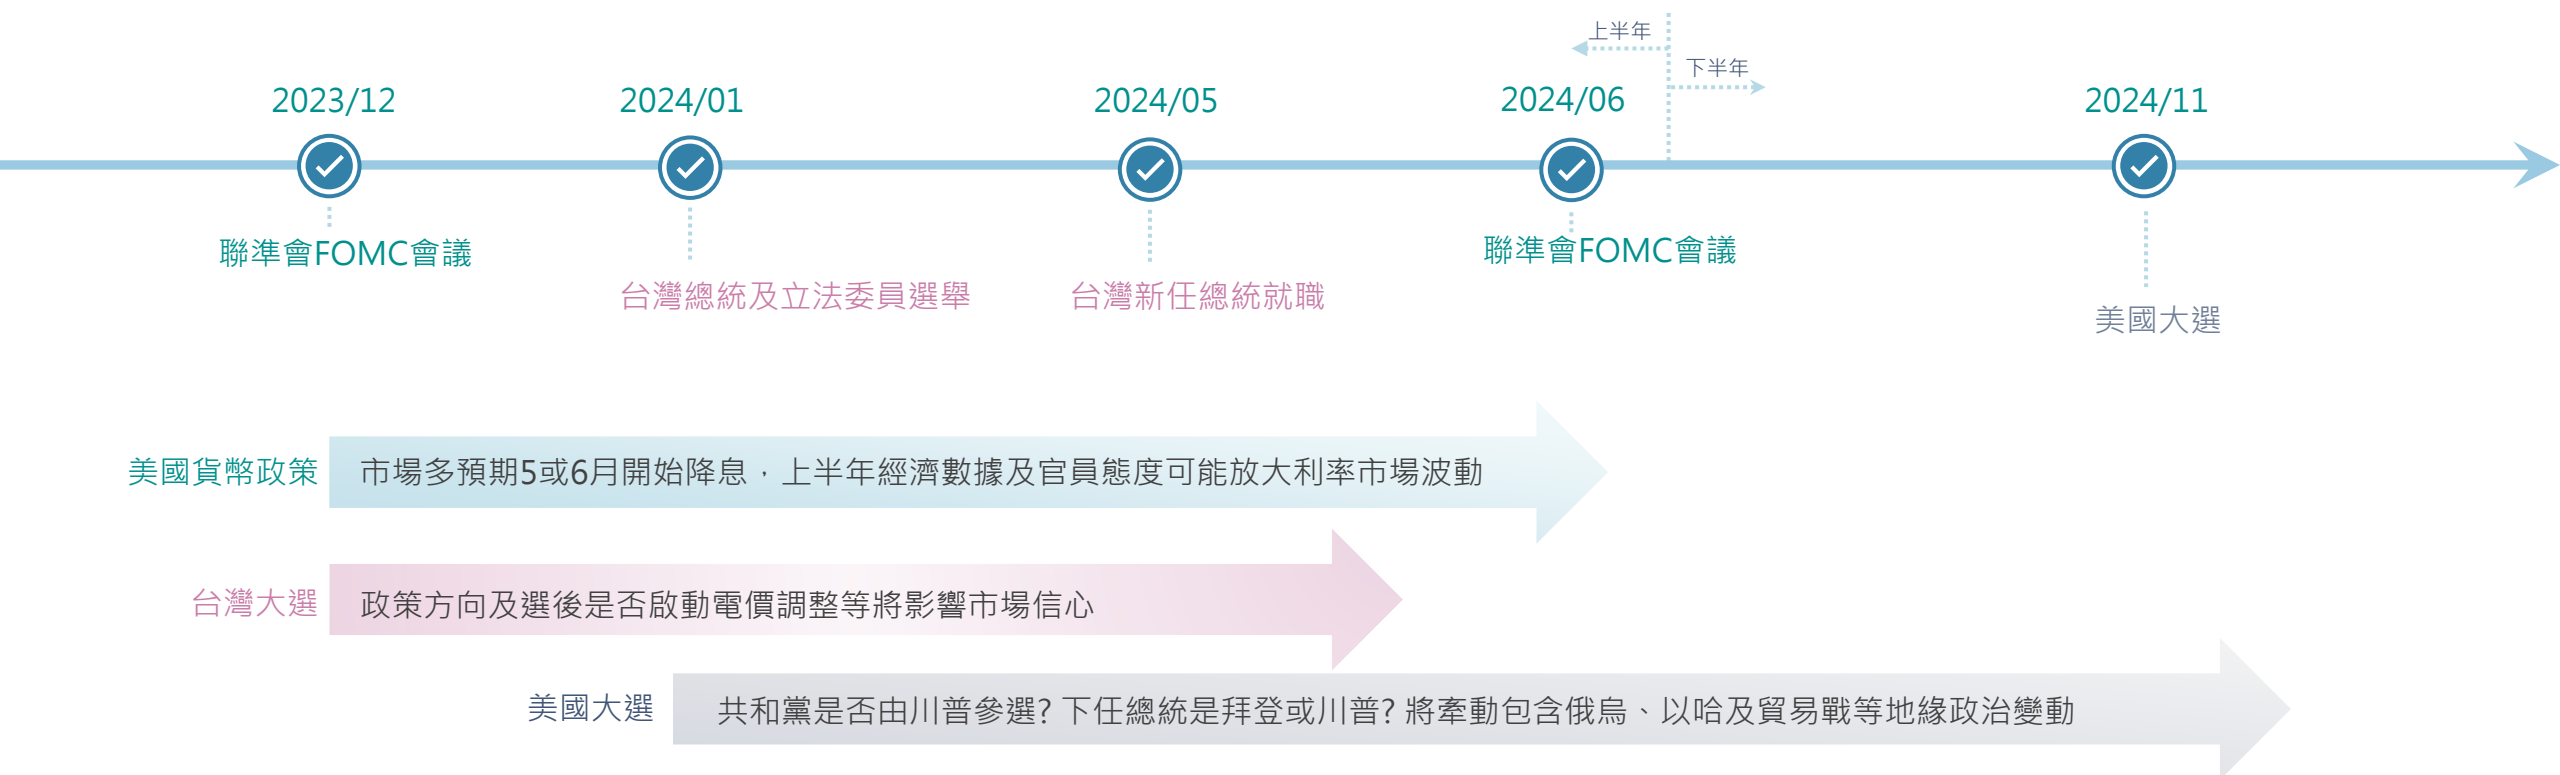 上半年
下半年
2023/12
2024/01
2024/05
2024/06
2024/11
聯準會FOMC會議
台灣總統及立法委員選舉
台灣新任總統就職
聯準會FOMC會議
美國大選
美國貨幣政策
市場多預期5或6月開始降息，上半年經濟數據及官員態度可能放大利率市場波動
台灣大選
政策方向及選後是否啟動電價調整等將影響市場信心
美國大選
共和黨是否由川普參選? 下任總統是拜登或川普? 將牽動包含俄烏、以哈及貿易戰等地緣政治變動